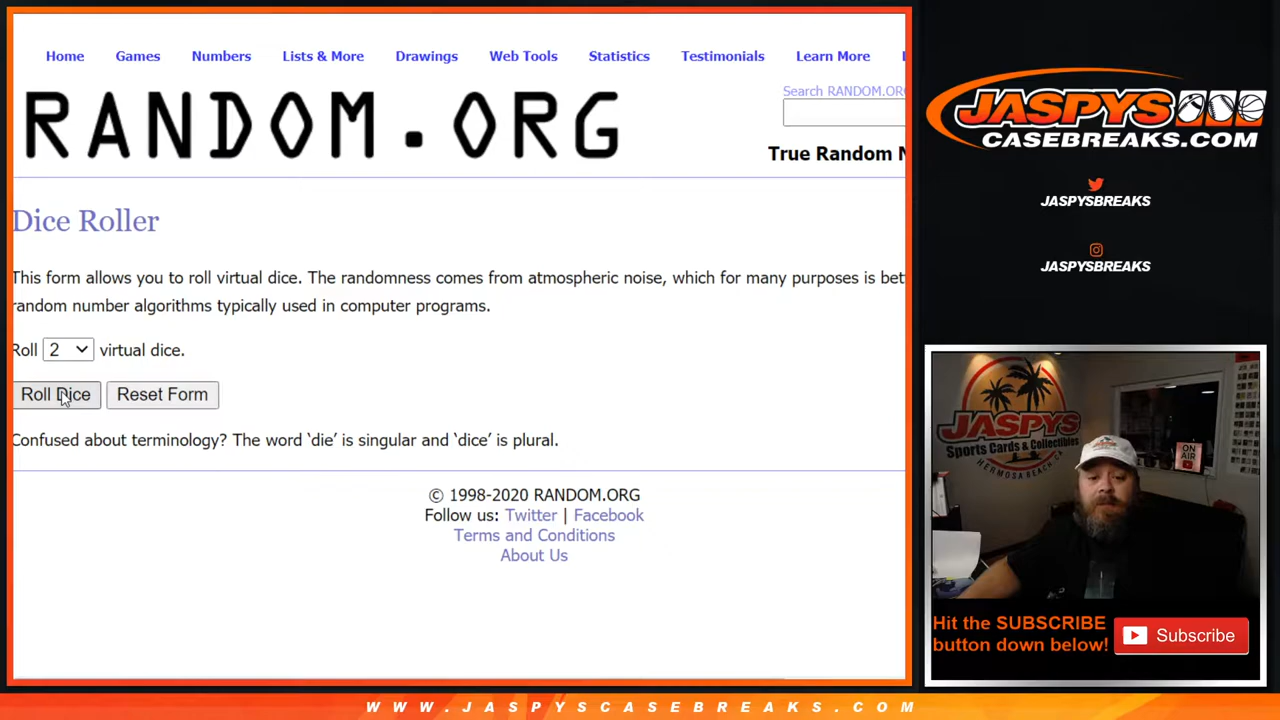 Home Games Numbers Lists & More Drawings Web Tools Statistics Testimonials Learn More
Search RANDOM.ORG
RANDOM.ORG
True Random N
Dice Roller
This form allows you to roll virtual dice. The randomness comes from atmospheric noise, which for many purposes is bet
random number algorithms typically used in computer programs.
Roll 2 virtual dice.
Roll Dice Reset Form
Confused about terminology? The word ‘die’ is singular and ‘dice’ is plural.
© 1998-2020 RANDOM.ORG
Follow us: Twitter | Facebook
Terms and Conditions
About Us
JASPYS
CASEBREAKS.COM
JASPYSBREAKS
JASPYSBREAKS
JASPYS
Sports Cards & Collectibles
HERMOSA BEACH, CA
ON
AIR
Hit the SUBSCRIBE
button down below!
Subscribe
WWW.JASPYSCASEBREAKS.COM